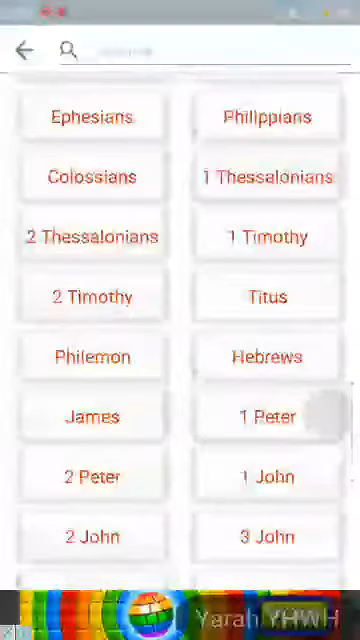 Ephesians Philippians
Colossians 1 Thessalonians
2 Thessalonians 1 Timothy
2 Timothy Titus
Philemon Hebrews
James 1 Peter
2 Peter 1 John
2 John 3 John
Yarah YHWH